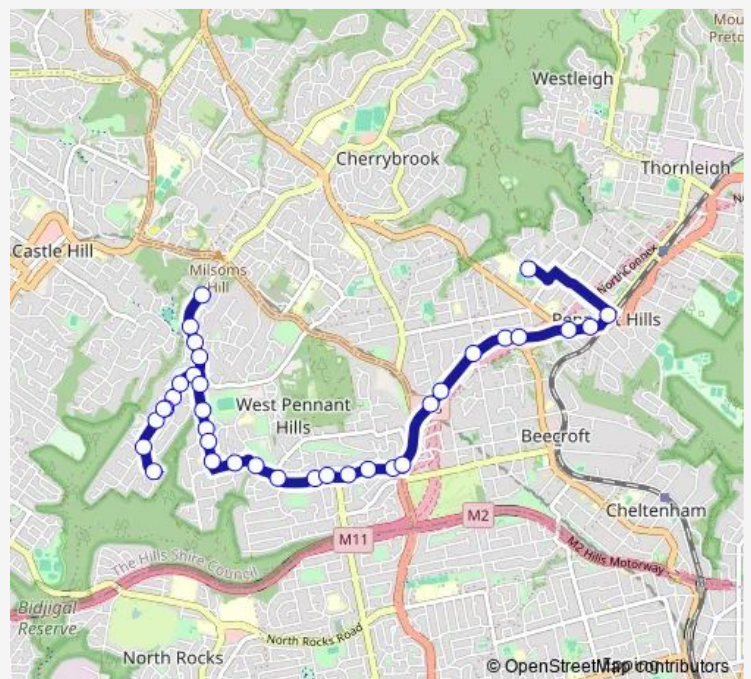 Mou
Westleigh
Cherrybrook
Thornleigh
Castle Hill
Milsoms
Hill
NorthConnex
Hills
West Pennant
Hills
Beecroft
Cheltenham
M2
M11
M2 Hills Motorway
The Hills Shire Council
Bidjigal
Reserve
North Rocks Road
North Rocks
© OpenStreetMap contributors